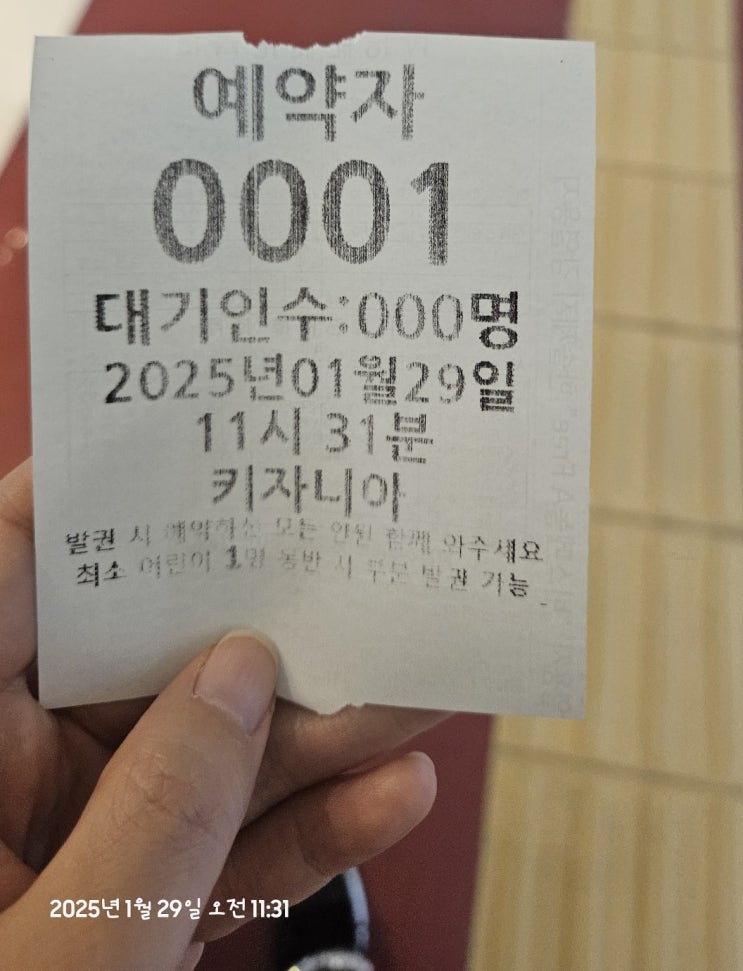 예약자
0001
대기인수:000명
2025년01월29일
11시 31분
키자니아
발권 시 예약하신 모든 인원 함께 와주세요
최소 어린이 1명 동반 시 부분 발권 가능
2025년 1월 29일 오전 11:31